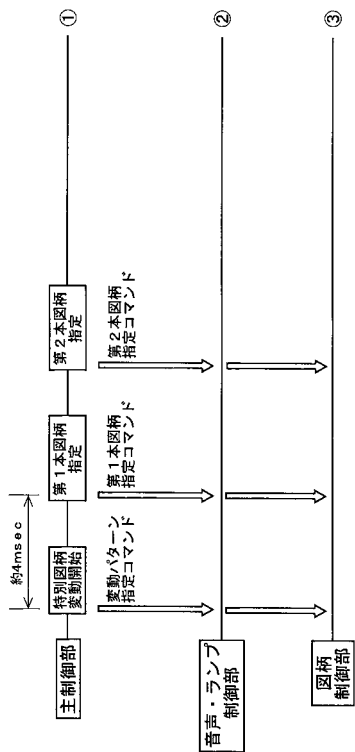 約4msec
主制御部
特別図柄
変動開始
第1本図柄
指定
第2本図柄
指定
①
変動パターン
指定コマンド
第1本図柄
指定コマンド
第2本図柄
指定コマンド
音声・ランプ
制御部
②
図柄
制御部
③